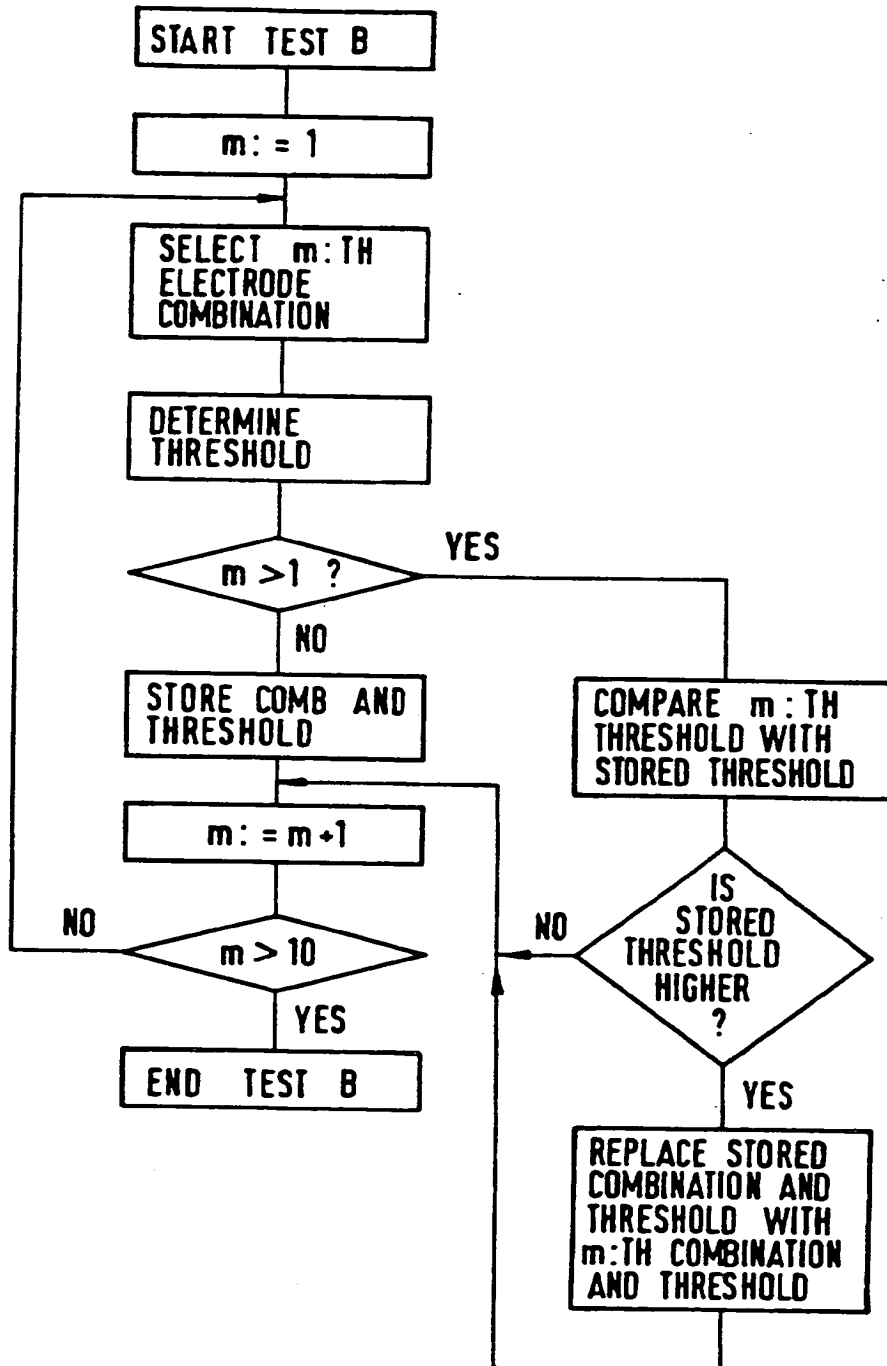 START TEST B
m: = 1
SELECT m:TH
ELECTRODE
COMBINATION
DETERMINE
THRESHOLD
m >1 ?
YES
NO
STORE COMB AND
THRESHOLD
m: = m+1
NO
m > 10
YES
END TEST B
COMPARE m:TH
THRESHOLD WITH
STORED THRESHOLD
IS
STORED
THRESHOLD
HIGHER
?
NO
YES
REPLACE STORED
COMBINATION AND
THRESHOLD WITH
m:TH COMBINATION
AND THRESHOLD